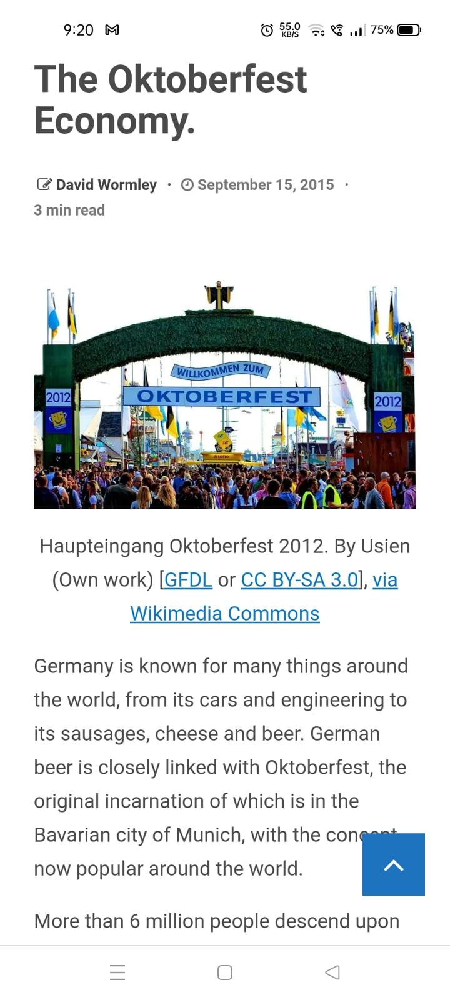 9:20
55.0
KB/S
75%
The Oktoberfest
Economy.
David Wormley · September 15, 2015 ·
3 min read
WILLKOMMEN ZUM
OKTOBERFEST
2012
2012
LOTTO
Haupteingang Oktoberfest 2012. By Usien
(Own work) [GFDL or CC BY-SA 3.0], via
Wikimedia Commons
Germany is known for many things around
the world, from its cars and engineering to
its sausages, cheese and beer. German
beer is closely linked with Oktoberfest, the
original incarnation of which is in the
Bavarian city of Munich, with the concept
now popular around the world.
More than 6 million people descend upon